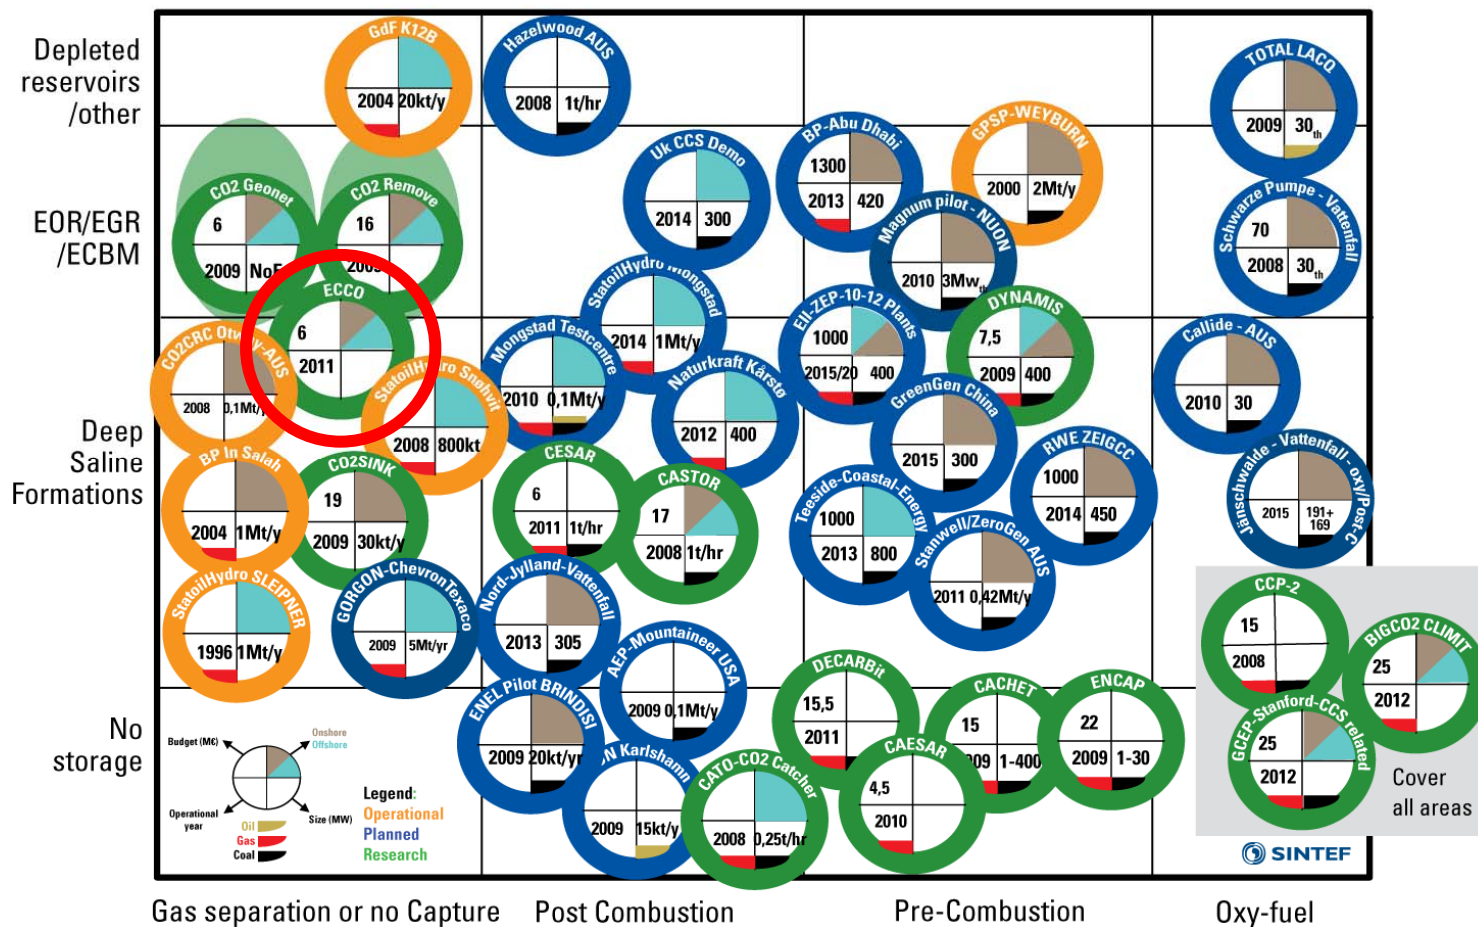 Depleted
reservoirs
/other
EOR/EGR
/ECBM
Deep
Saline
Formations
No
storage
GdF K12B
2004 20kt/y
Hazelwood AUS
2008 1t/hr
TOTAL LACQ
2009 30th
CO2 Geonet
6
2009
CO2 Remove
16
ECCO
6
2011
Uk CCS Demo
2014 300
BP-Abu Dhabi
1300
2013 420
GPSP-WEYBURN
2000 2Mt/y
Magnum pilot - NUON
2010 3Mwth
Schwarze Pumpe - Vattenfall
70
2008 30th
CO2CRC Otway-AUS
2008 0,1Mt/y
StatoilHydro Snøhvit
2008 800kt
StatoilHydro Mongstad
2014 1Mt/y
Mongstad Testcentre
2010 0,1Mt/y
Naturkraft Kårstø
2012 400
EII-ZEP-10-12 Plants
1000
2015/20 400
DYNAMIS
7,5
2009 400
GreenGen China
2015 300
Callide - AUS
2010 30
BP In Salah
2004 1Mt/y
CO2SINK
19
2009 30kt/y
CESAR
6
2011 1t/hr
CASTOR
17
2008 1t/hr
Teeside-Coastal-Energy
1000
2013 800
RWE ZEIGCC
1000
2014 450
Stanwell/ZeroGen AUS
2011 0,42Mt/y
Jänschwalde - Vattenfall - oxy/Post-C
2015 191+
169
StatoilHydro SLEIPNER
1996 1Mt/y
GORGON-ChevronTexaco
2009 5Mt/yr
Nord-Jylland-Vattenfall
2013 305
AEP-Mountaineer USA
2009 0,1Mt/y
ENEL Pilot BRINDISI
2009 20kt/yr
Karlshamn
2009 15kt/y
CATO-CO2 Catcher
2008 0,25t/hr
DECARBit
15,5
2011
CAESAR
4,5
2010
CACHET
15
1-400
ENCAP
22
2009 1-30
CCP-2
15
2008
BIGCO2 CLIMIT
25
2012
GCEP-Stanford-CCS related
25
2012
Cover
all areas
Budget (M€)
Onshore
Offshore
Operational
year
Size (MW)
Oil
Gas
Coal
Legend:
Operational
Planned
Research
SINTEF
Gas separation or no Capture
Post Combustion
Pre-Combustion
Oxy-fuel